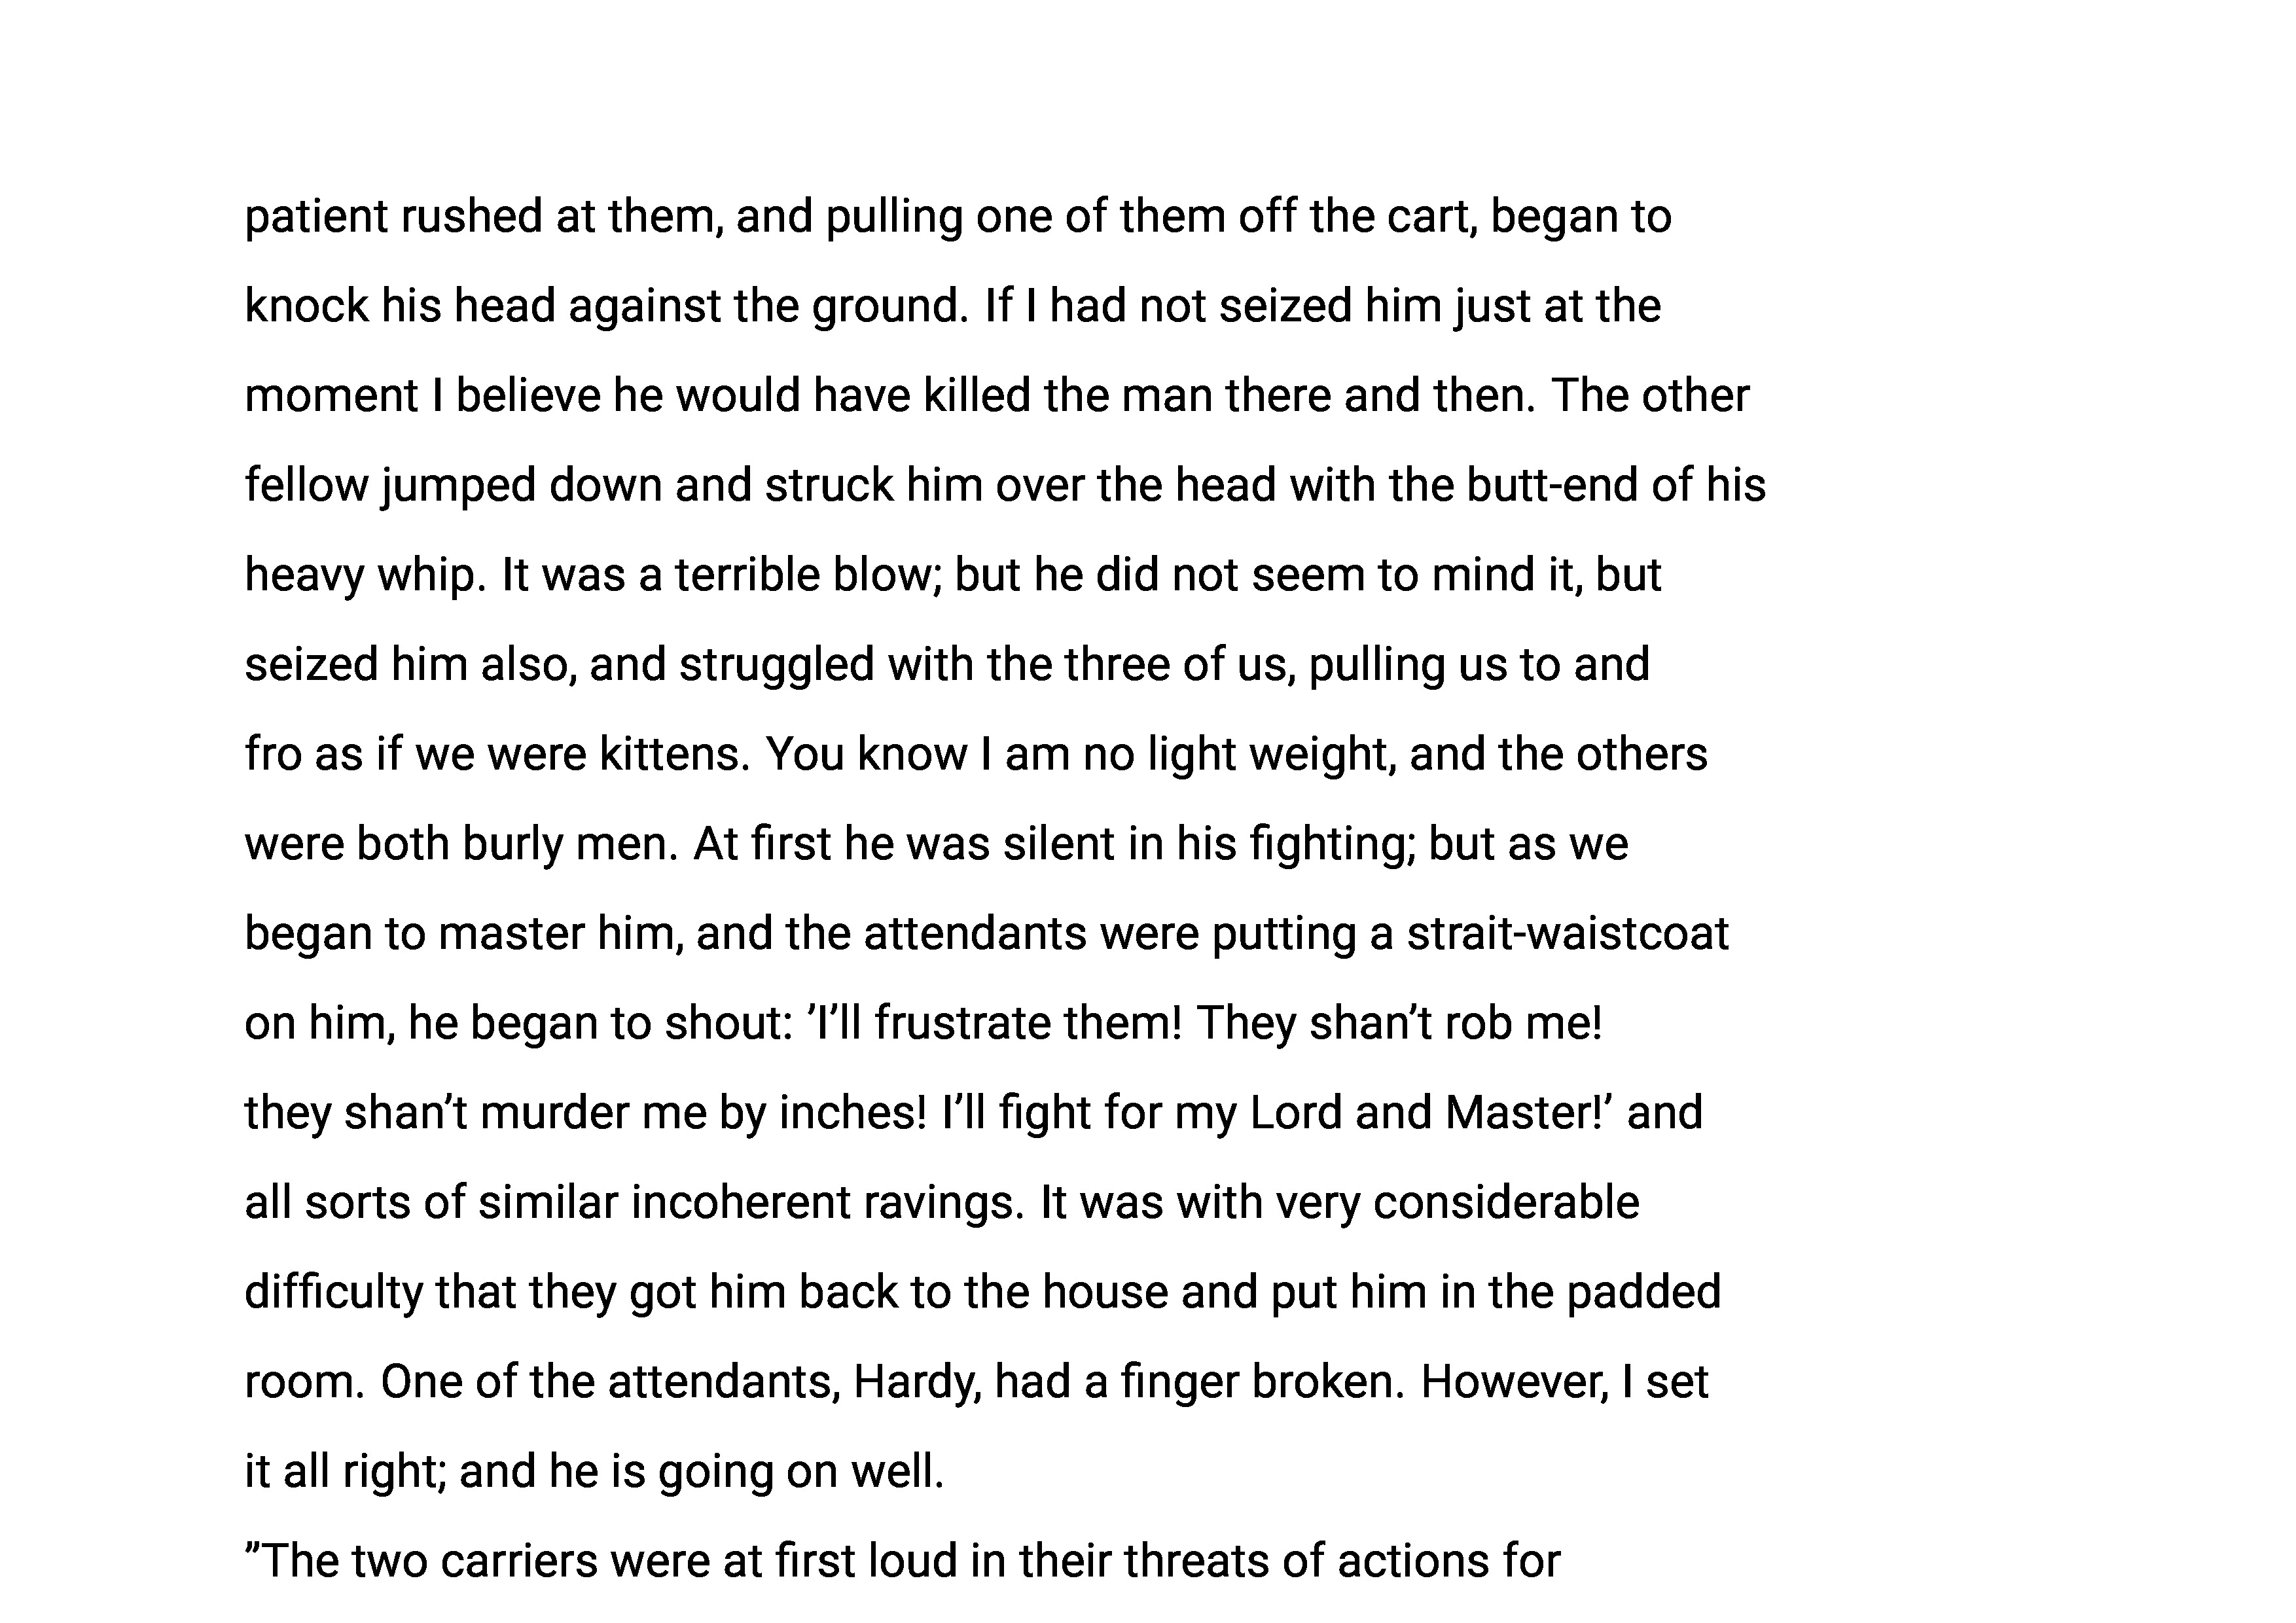 patient rushed at them, and pulling one of them off the cart, began to
knock his head against the ground. If I had not seized him just at the
moment I believe he would have killed the man there and then. The other
fellow jumped down and struck him over the head with the butt-end of his
heavy whip. It was a terrible blow; but he did not seem to mind it, but
seized him also, and struggled with the three of us, pulling us to and
fro as if we were kittens. You know I am no light weight, and the others
were both burly men. At first he was silent in his fighting; but as we
began to master him, and the attendants were putting a strait-waistcoat
on him, he began to shout: ’I’ll frustrate them! They shan’t rob me!
they shan’t murder me by inches! I’ll fight for my Lord and Master!’ and
all sorts of similar incoherent ravings. It was with very considerable
difficulty that they got him back to the house and put him in the padded
room. One of the attendants, Hardy, had a finger broken. However, I set
it all right; and he is going on well.
”The two carriers were at first loud in their threats of actions for